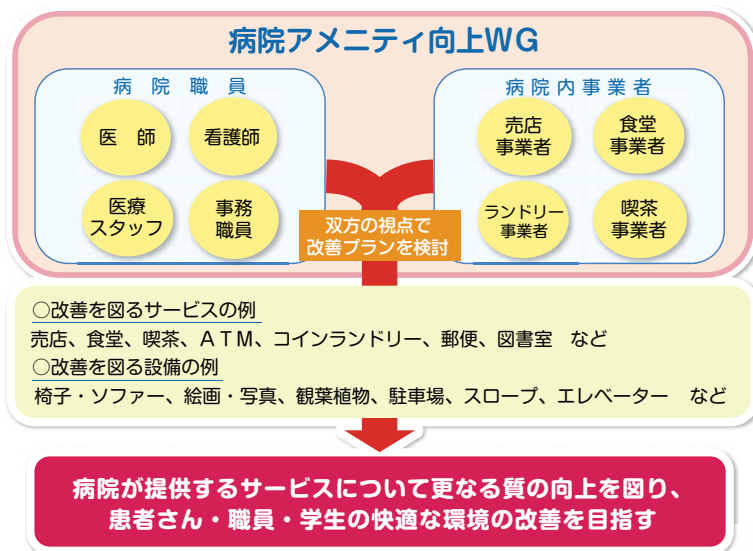 病院アメニティ向上WG
病院職員
医師
看護師
医療
スタッフ
事務
職員
病院内事業者
売店
事業者
食堂
事業者
ランドリー
事業者
喫茶
事業者
双方の視点で
改善プランを検討
○改善を図るサービスの例
売店、食堂、喫茶、ATM、コインランドリー、郵便、図書室 など
○改善を図る設備の例
椅子・ソファー、絵画・写真、観葉植物、駐車場、スロープ、エレベーター など
病院が提供するサービスについて更なる質の向上を図り、
患者さん・職員・学生の快適な環境の改善を目指す